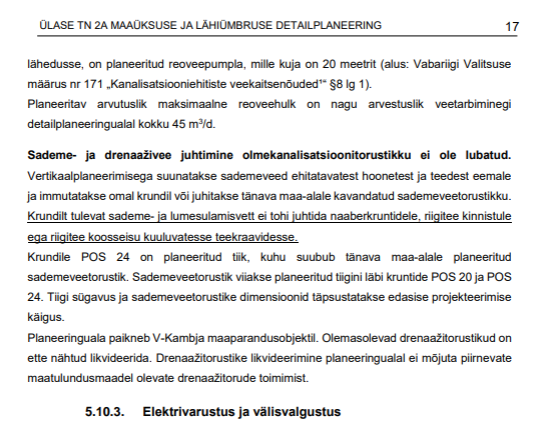 ÜLASE TN 2A MAAÜKSUSE JA LÄHIÜMBRUSE DETAILPLANEERING 17
lähedusse, on planeeritud reoveepumpla, mille kuja on 20 meetrit (alus: Vabariigi Valitsuse
määrus nr 171 „Kanalisatsiooniehitiste veekaitsenõuded¹“ §8 lg 1).
Planeeritav arvutuslik maksimaalne reoveehulk on nagu arvestuslik veetarbiminegi
detailplaneeringualal kokku 45 m³/d.
Sademe- ja drenaaživee juhtimine olmekanalisatsioonitorustikku ei ole lubatud.
Vertikaalplaneerimisega suunatakse sademeveed ehitatavatest hoonetest ja teedest eemale
ja immutatakse omal krundil või juhitakse tänava maa-alale kavandatud sademeveetorustikku.
Krundilt tulevat sademe- ja lumesulamisvett ei tohi juhtida naaberkruntidele, riigitee kinnistule
ega riigitee koosseisu kuuluvatesse teekraavidesse.
Krundile POS 24 on planeeritud tiik, kuhu suubub tänava maa-alale planeeritud
sademeveetorustik. Sademeveetorustik viiakse planeeritud tiigini läbi kruntide POS 20 ja POS
24. Tiigi sügavus ja sademeveetorustike dimensioonid täpsustatakse edasise projekteerimise
käigus.
Planeeringuala paikneb V-Kambja maaparandusobjektil. Olemasolevad drenaažitorustikud on
ette nähtud likvideerida. Drenaažitorustike likvideerimine planeeringualal ei mõjuta piirnevate
maatulundusmaadel olevate drenaažitorude toimimist.
5.10.3. Elektrivarustus ja välisvalgustus